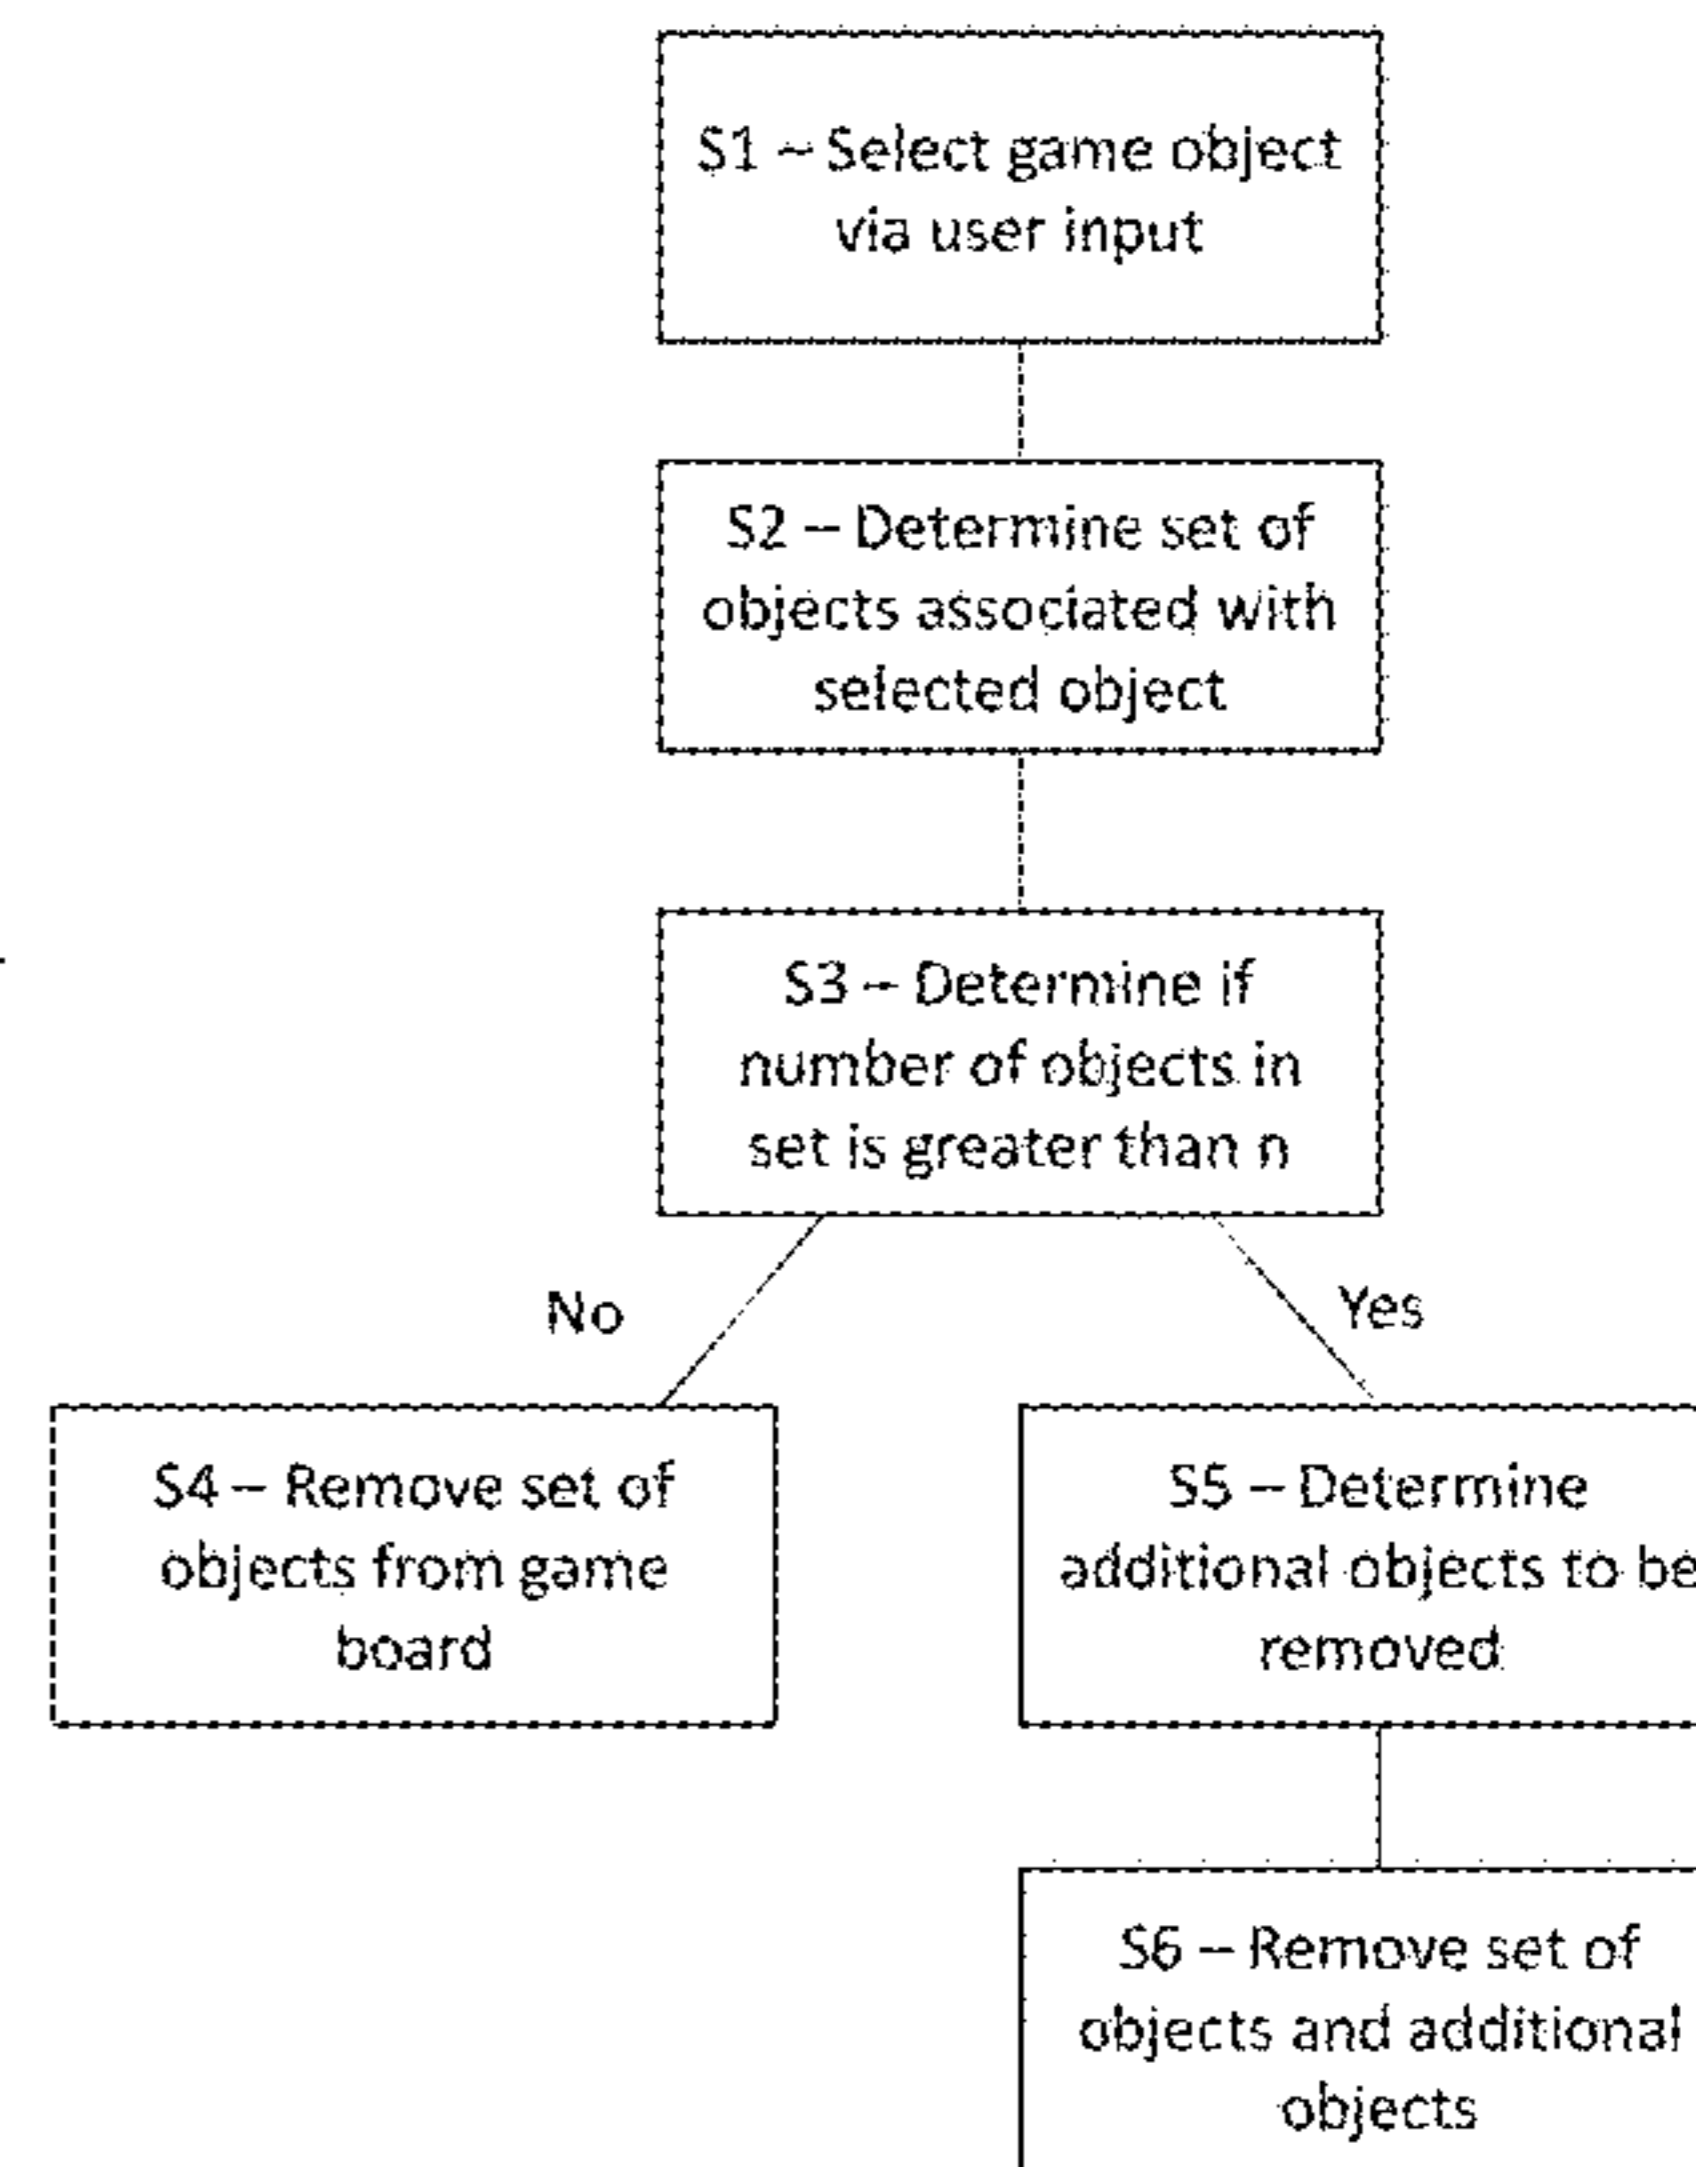 S1 – Select game object
via user input
S2 – Determine set of
objects associated with
selected object
S3 – Determine if
number of objects in
set is greater than n
No
Yes
S4 – Remove set of
objects from game
board
S5 – Determine
additional objects to be
removed
S6 – Remove set of
objects and additional
objects